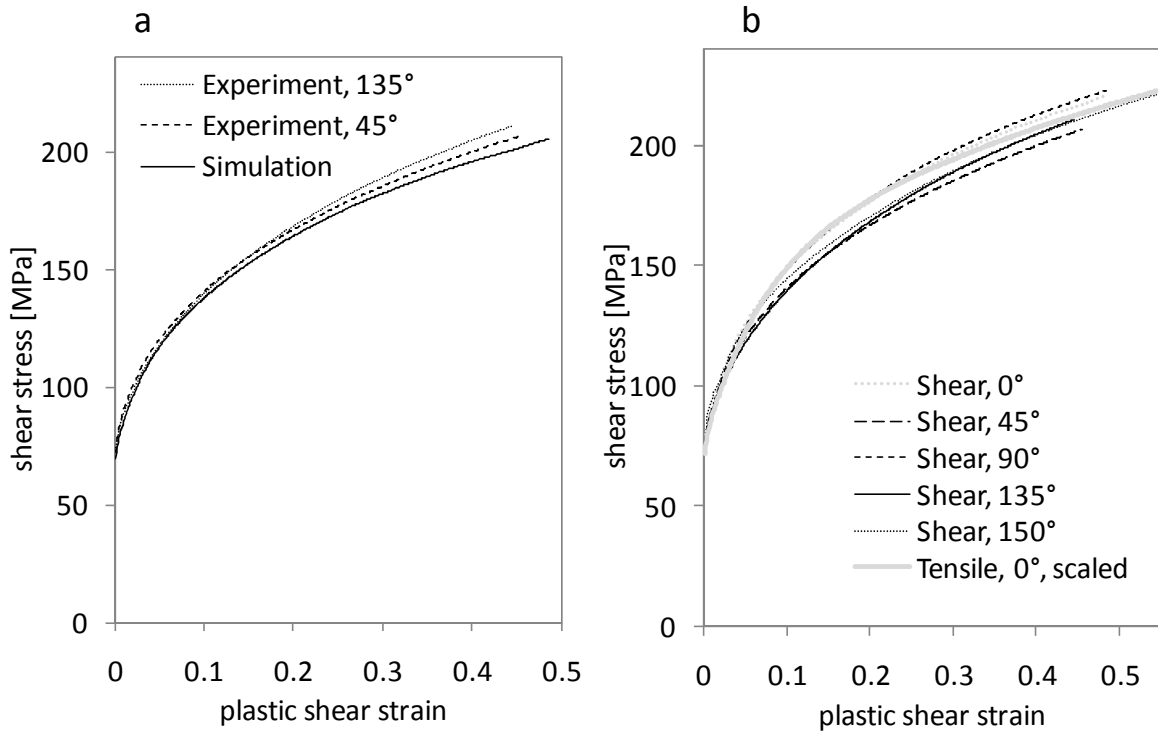 a
Experiment, 135°
Experiment, 45°
Simulation
shear stress [MPa]
200
150
100
50
0
0 0.1 0.2 0.3 0.4 0.5
plastic shear strain
b
shear stress [MPa]
200
150
100
50
0
Shear, 0°
Shear, 45°
Shear, 90°
Shear, 135°
Shear, 150°
Tensile, 0°, scaled
0 0.1 0.2 0.3 0.4 0.5
plastic shear strain